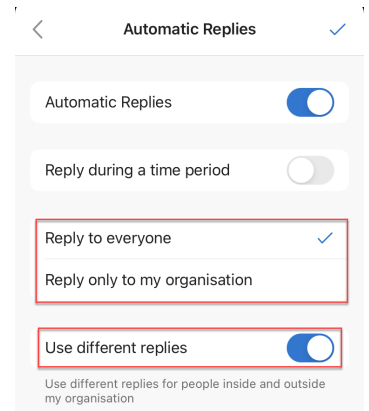 Automatic Replies
Automatic Replies
Reply during a time period
Reply to everyone
Reply only to my organisation
Use different replies
Use different replies for people inside and outside
my organisation